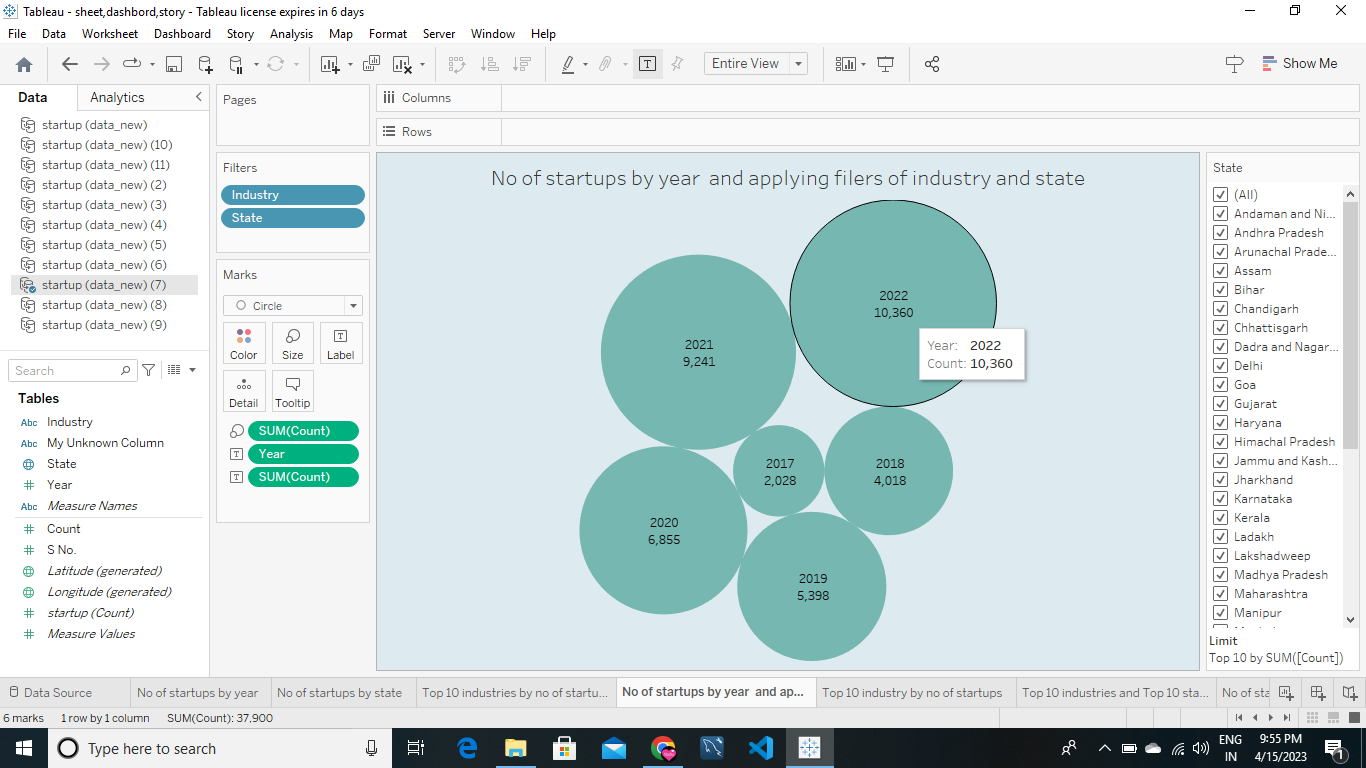 Tableau - sheet,dashbord,story - Tableau license expires in 6 days
File Data Worksheet Dashboard Story Analysis Map Format Server Window Help
Entire View
Show Me
Data Analytics
startup (data_new)
startup (data_new) (10)
startup (data_new) (11)
startup (data_new) (2)
startup (data_new) (3)
startup (data_new) (4)
startup (data_new) (5)
startup (data_new) (6)
startup (data_new) (7)
startup (data_new) (8)
startup (data_new) (9)
Search
Tables
Abc Industry
Abc My Unknown Column
State
Year
Abc Measure Names
Count
S No.
Latitude (generated)
Longitude (generated)
startup (Count)
Measure Values
Pages
Filters
Industry
State
Marks
Circle
Color Size Label
Detail Tooltip
SUM(Count)
Year
SUM(Count)
Columns
Rows
No of startups by year and applying filers of industry and state
2022
10,360
Year: 2022
Count: 10,360
2021
9,241
2017
2,028
2018
4,018
2020
6,855
2019
5,398
State
(All)
Andaman and Ni...
Andhra Pradesh
Arunachal Prade...
Assam
Bihar
Chandigarh
Chhattisgarh
Dadra and Nagar...
Delhi
Goa
Gujarat
Haryana
Himachal Pradesh
Jammu and Kash...
Jharkhand
Karnataka
Kerala
Ladakh
Lakshadweep
Madhya Pradesh
Maharashtra
Manipur
Limit
Top 10 by SUM([Count])
Data Source
No of startups by year
No of startups by state
Top 10 industries by no of startu...
No of startups by year and ap...
Top 10 industry by no of startups
Top 10 industries and Top 10 sta...
No of sta
6 marks 1 row by 1 column SUM(Count): 37,900
Type here to search
ENG
IN
9:55 PM
4/15/2023
1